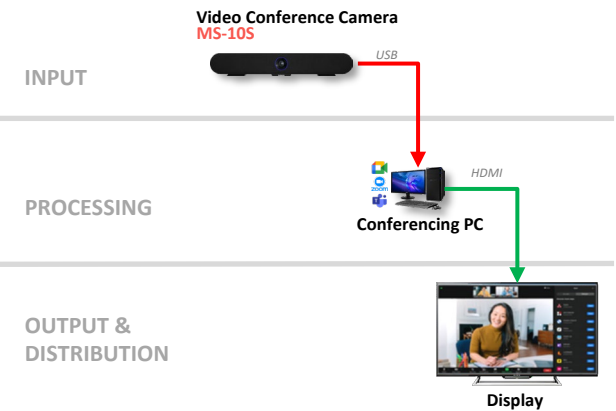 Video Conference Camera
MS-10S
USB
INPUT
HDMI
zoom
PROCESSING
Conferencing PC
OUTPUT &
DISTRIBUTION
Display